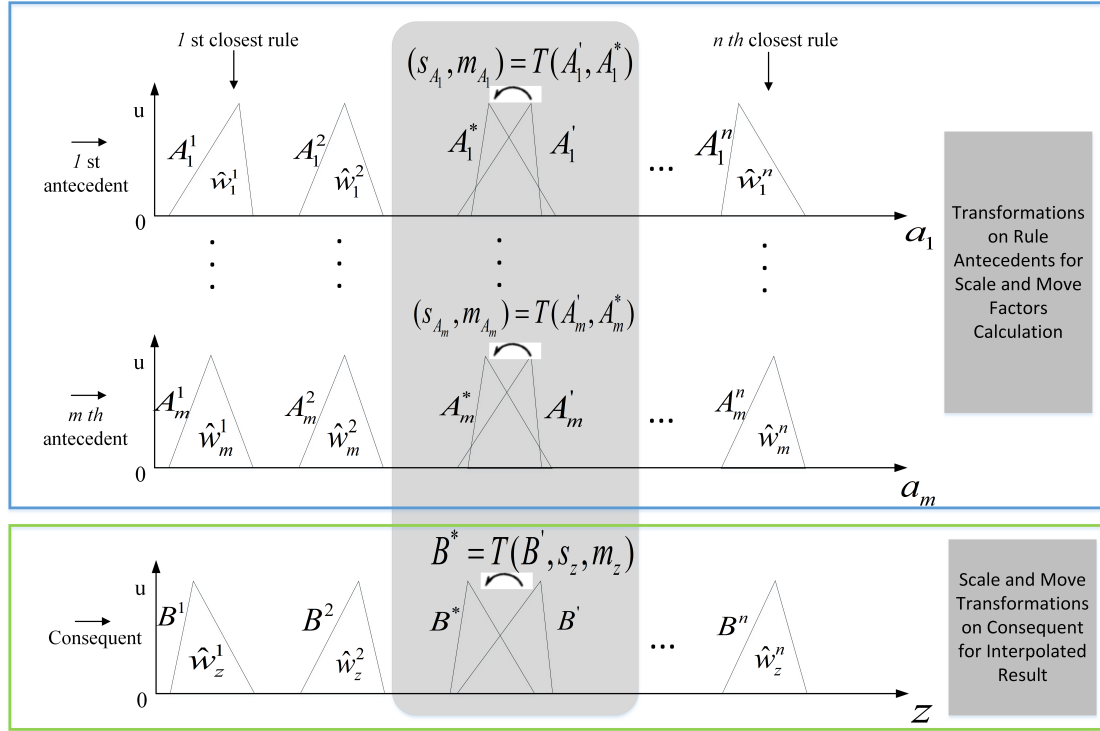 1 st closest rule
n th closest rule
(s_{A_1}, m_{A_1}) = T(A_1^', A_1^*)
u
1 st
antecedent
A_1^1
ŵ_1^1
A_1^2
ŵ_1^2
A_1^*
A_1^'
...
A_1^n
ŵ_1^n
0
a_1
Transformations
on Rule
Antecedents for
Scale and Move
Factors
Calculation
(s_{A_m}, m_{A_m}) = T(A_m^', A_m^*)
u
m th
antecedent
A_m^1
ŵ_m^1
A_m^2
ŵ_m^2
A_m^*
A_m^'
...
A_m^n
ŵ_m^n
0
a_m
B^* = T(B^', s_z, m_z)
u
Consequent
B^1
ŵ_z^1
B^2
ŵ_z^2
B^*
B^'
...
B^n
ŵ_z^n
0
z
Scale and Move
Transformations
on Consequent
for Interpolated
Result